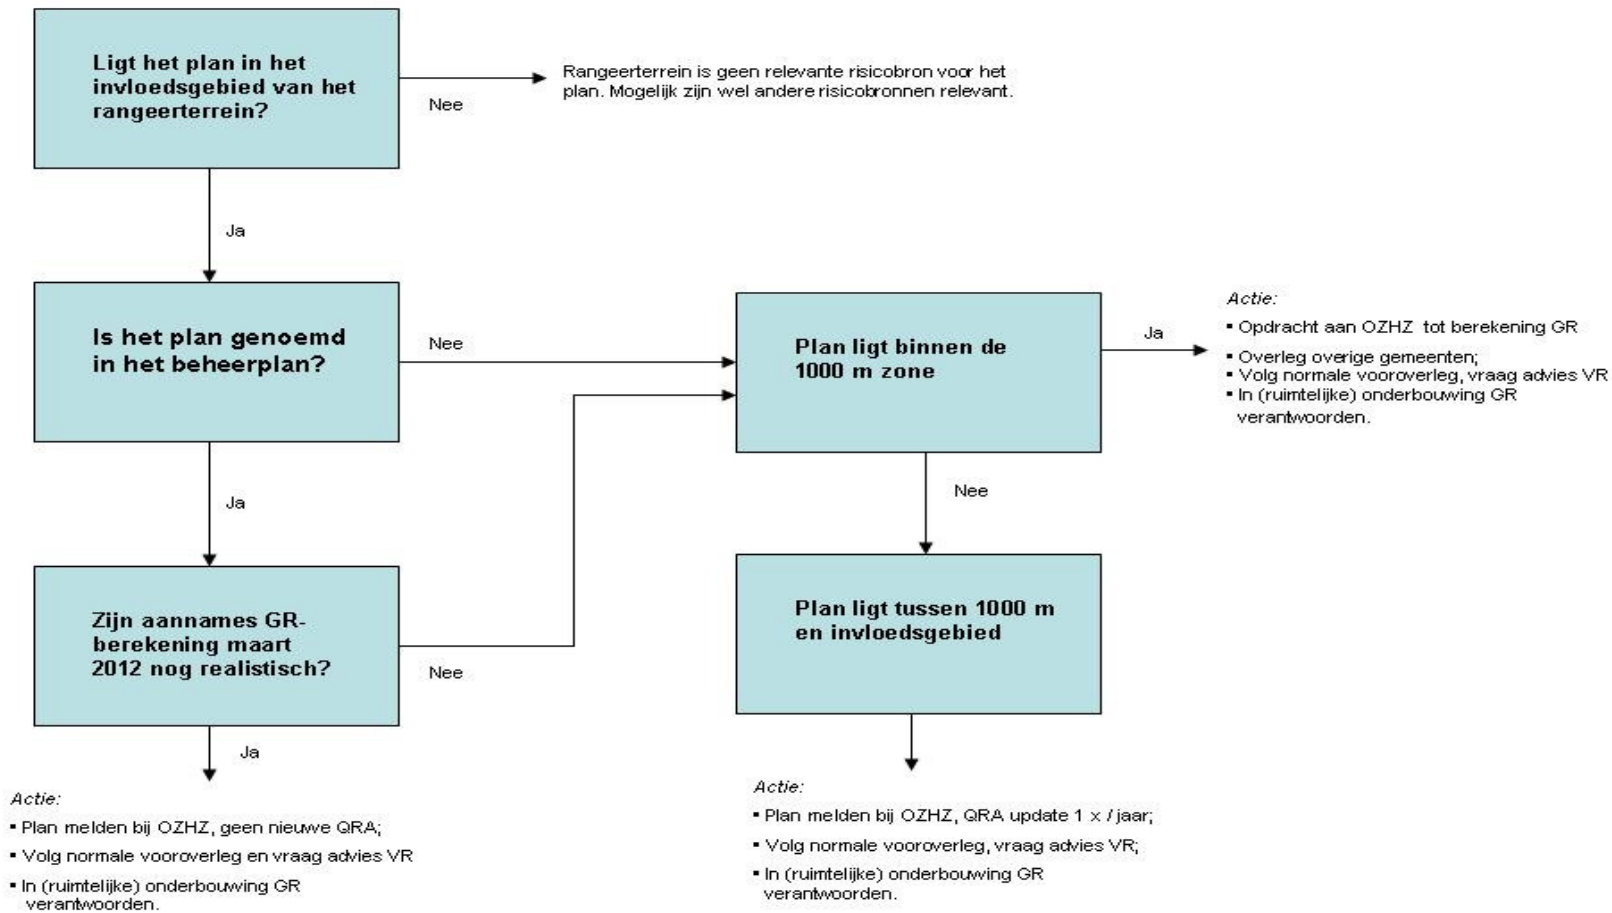 Ligt het plan in het
invloedsgebied van het
rangeerterrein?
Nee
Rangeerterrein is geen relevante risicobron voor het
plan. Mogelijk zijn wel andere risicobronnen relevant.
Ja
Is het plan genoemd
in het beheerplan?
Nee
Plan ligt binnen de
1000 m zone
Ja
Actie:
▪ Opdracht aan OZHZ tot berekening GR
▪ Overleg overige gemeenten;
▪ Volg normale vooroverleg, vraag advies VR
▪ In (ruimtelijke) onderbouwing GR
verantwoorden.
Ja
Nee
Zijn aannames GR-
berekening maart
2012 nog realistisch?
Nee
Plan ligt tussen 1000 m
en invloedsgebied
Ja
Actie:
▪ Plan melden bij OZHZ, geen nieuwe QRA;
▪ Volg normale vooroverleg en vraag advies VR
▪ In (ruimtelijke) onderbouwing GR
verantwoorden.
Actie:
▪ Plan melden bij OZHZ, QRA update 1 x / jaar;
▪ Volg normale vooroverleg, vraag advies VR;
▪ In (ruimtelijke) onderbouwing GR
verantwoorden.